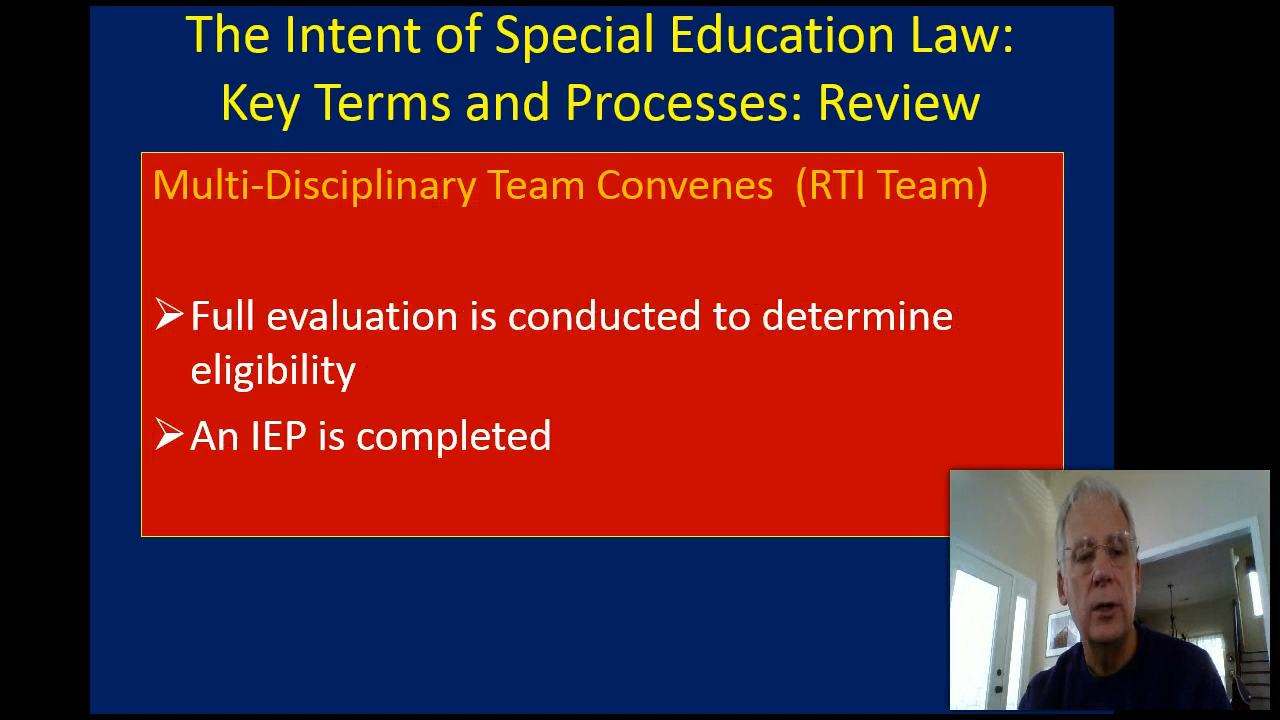 The Intent of Special Education Law:
Key Terms and Processes: Review
Multi-Disciplinary Team Convenes (RTI Team)
➢Full evaluation is conducted to determine
eligibility
➢An IEP is completed